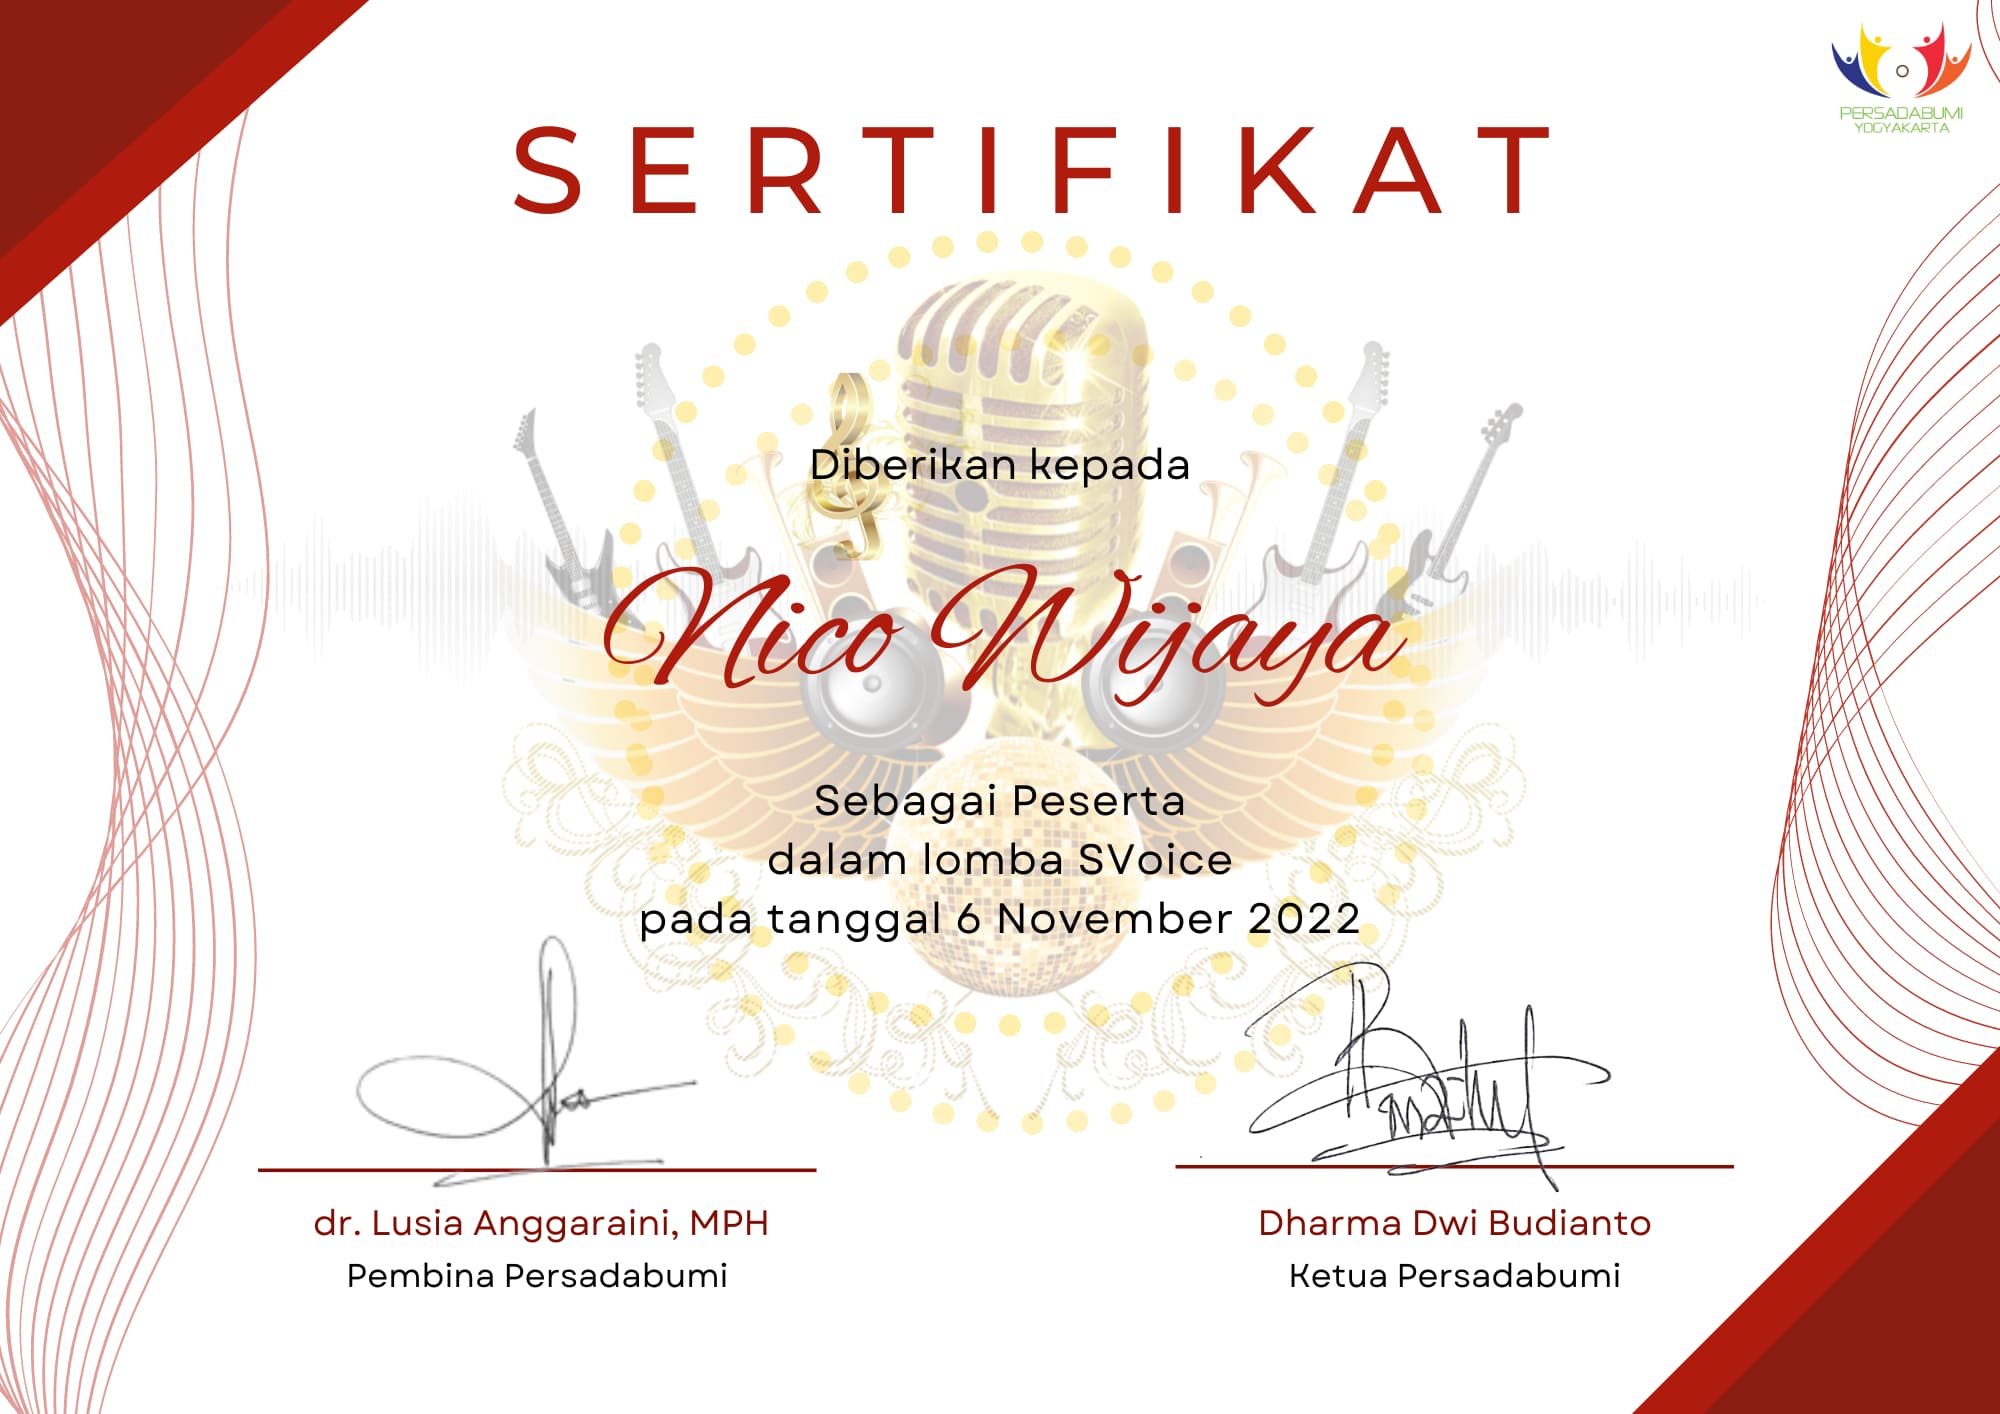 PERSADABUMI
YOGYAKARTA
SERTIFIKAT
Diberikan kepada
Nico Wijaya
Sebagai Peserta
dalam lomba SVoice
pada tanggal 6 November 2022
dr. Lusia Anggaraini, MPH
Pembina Persadabumi
Dharma Dwi Budianto
Ketua Persadabumi